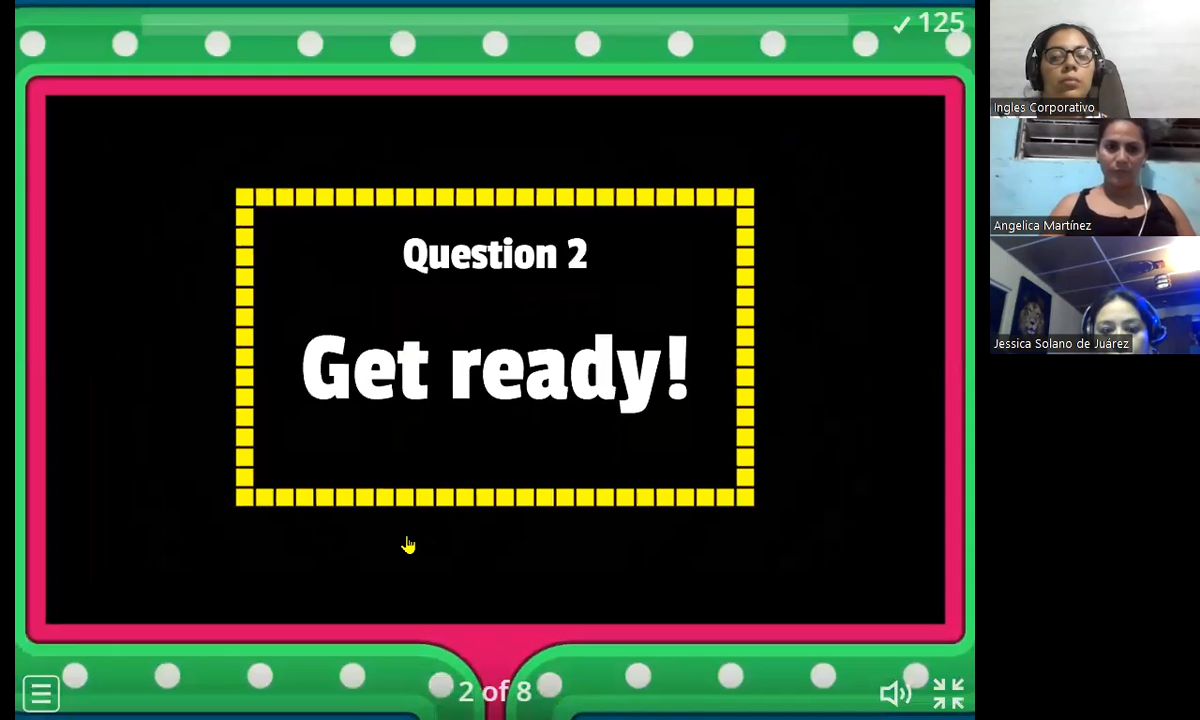 125
Question 2
Get ready!
2 of 8
Ingles Corporativo
Angelica Martínez
Jessica Solano de Juárez